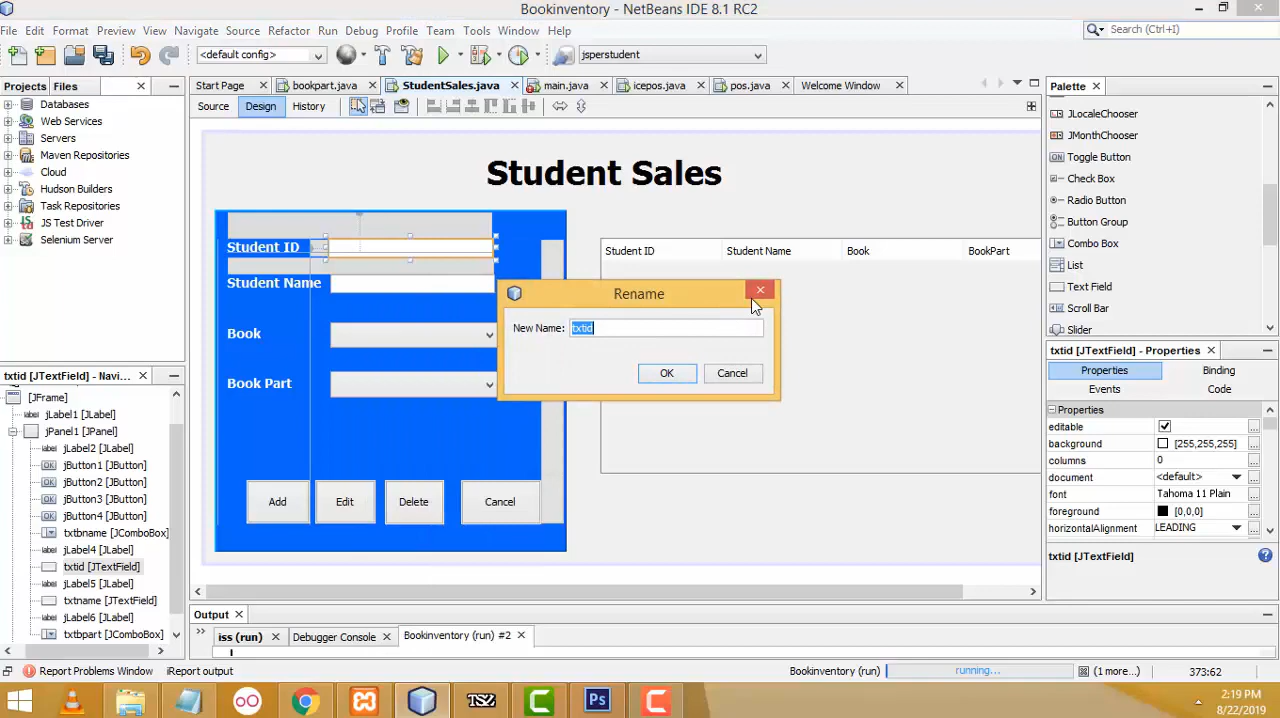 Bookinventory - NetBeans IDE 8.1 RC2
File Edit Format View Navigate Source Refactor Run Debug Profile Team Tools Window Help
Search (Ctrl+I)
<default config>
jsperstudent
Projects Files
Start Page bookpart.java StudentSales.java main.java icepos.java pos.java Welcome Window
Palette
Source Design History
Databases
Web Services
Servers
Maven Repositories
Cloud
Hudson Builders
Task Repositories
JS Test Driver
Selenium Server
Student Sales
Student ID
Student Name
Book
Book Part
Add Edit Delete Cancel
Student ID Student Name Book BookPart
Rename
New Name: txtid
OK Cancel
JLocaleChooser
JMonthChooser
Toggle Button
Check Box
Radio Button
Button Group
Combo Box
List
Text Field
Scroll Bar
Slider
txtid [JTextField] - Navi...
[JFrame]
jLabel1 [JLabel]
jPanel1 [JPanel]
jLabel2 [JLabel]
jButton1 [JButton]
jButton2 [JButton]
jButton3 [JButton]
jButton4 [JButton]
txtbname [JComboBox]
jLabel4 [JLabel]
txtid [JTextField]
jLabel5 [JLabel]
txtname [JTextField]
jLabel6 [JLabel]
txtbpart [JComboBox]
txtid [JTextField] - Properties
Properties Binding
Events Code
Properties
editable
background [255,255,255]
columns 0
document <default>
font Tahoma 11 Plain
foreground [0,0,0]
horizontalAlignment LEADING
txtid [JTextField]
Output
iss (run) Debugger Console Bookinventory (run) #2
Report Problems Window iReport output
Bookinventory (run) running... (1 more...) 373:62
2:19 PM
8/22/2019